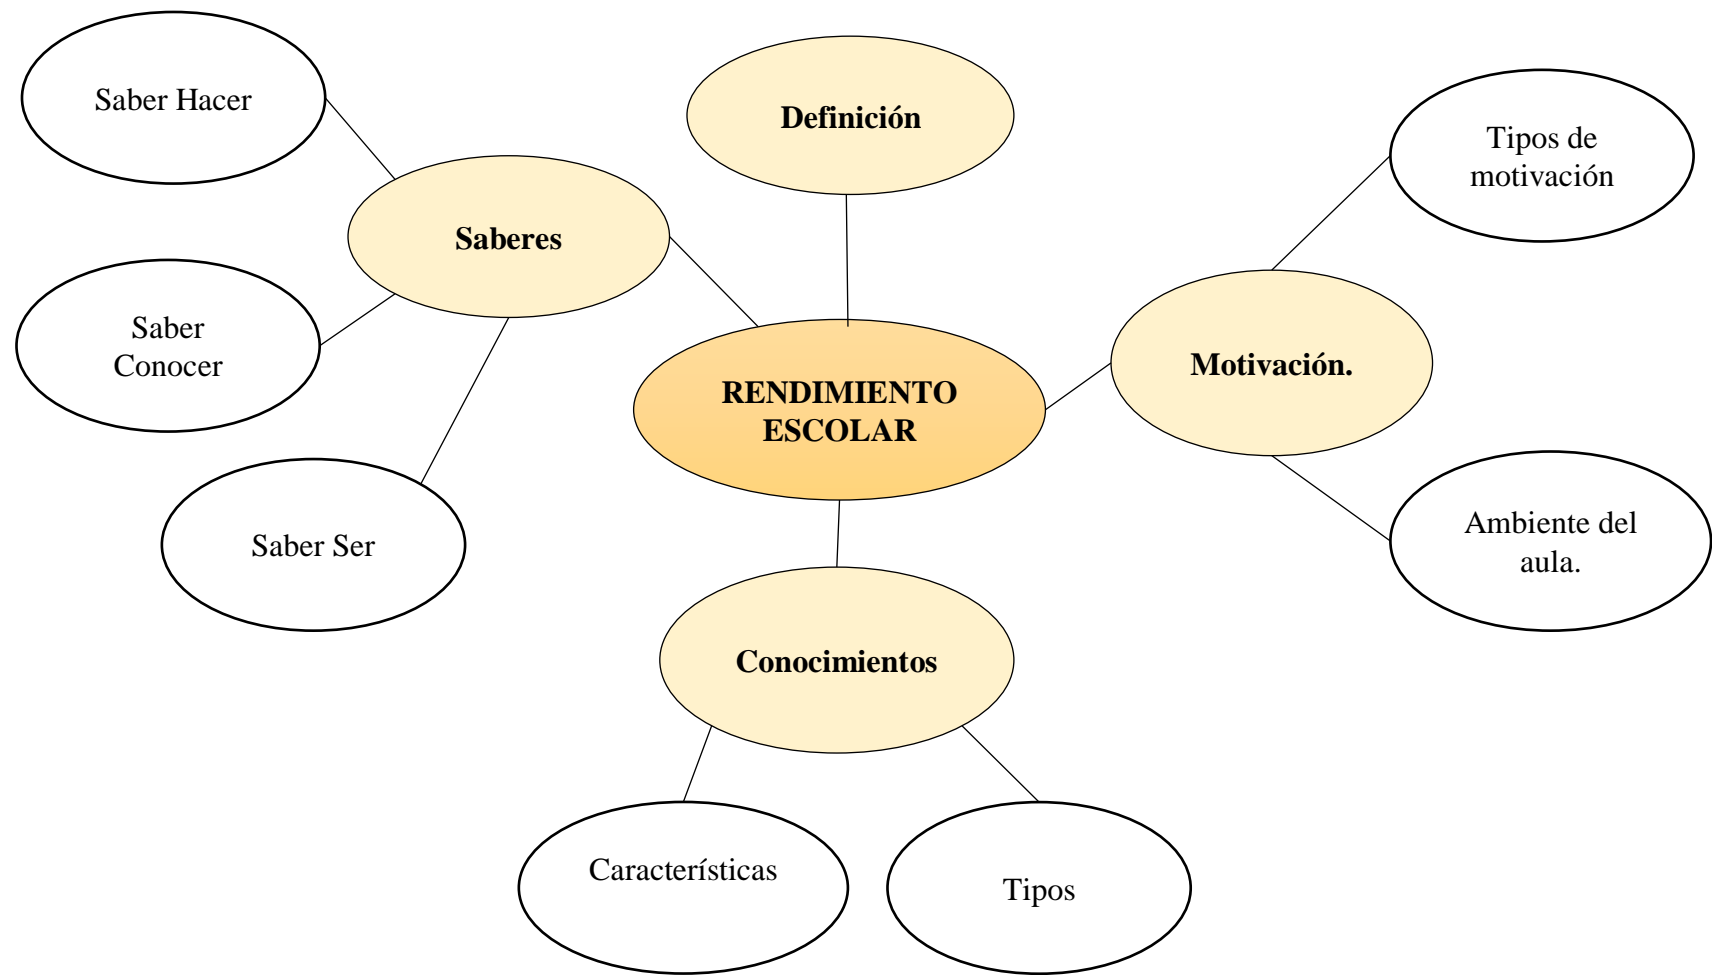 Saber Hacer
Definición
Tipos de
motivación
Saberes
Saber
Conocer
Motivación.
RENDIMIENTO
ESCOLAR
Saber Ser
Ambiente del
aula.
Conocimientos
Características
Tipos